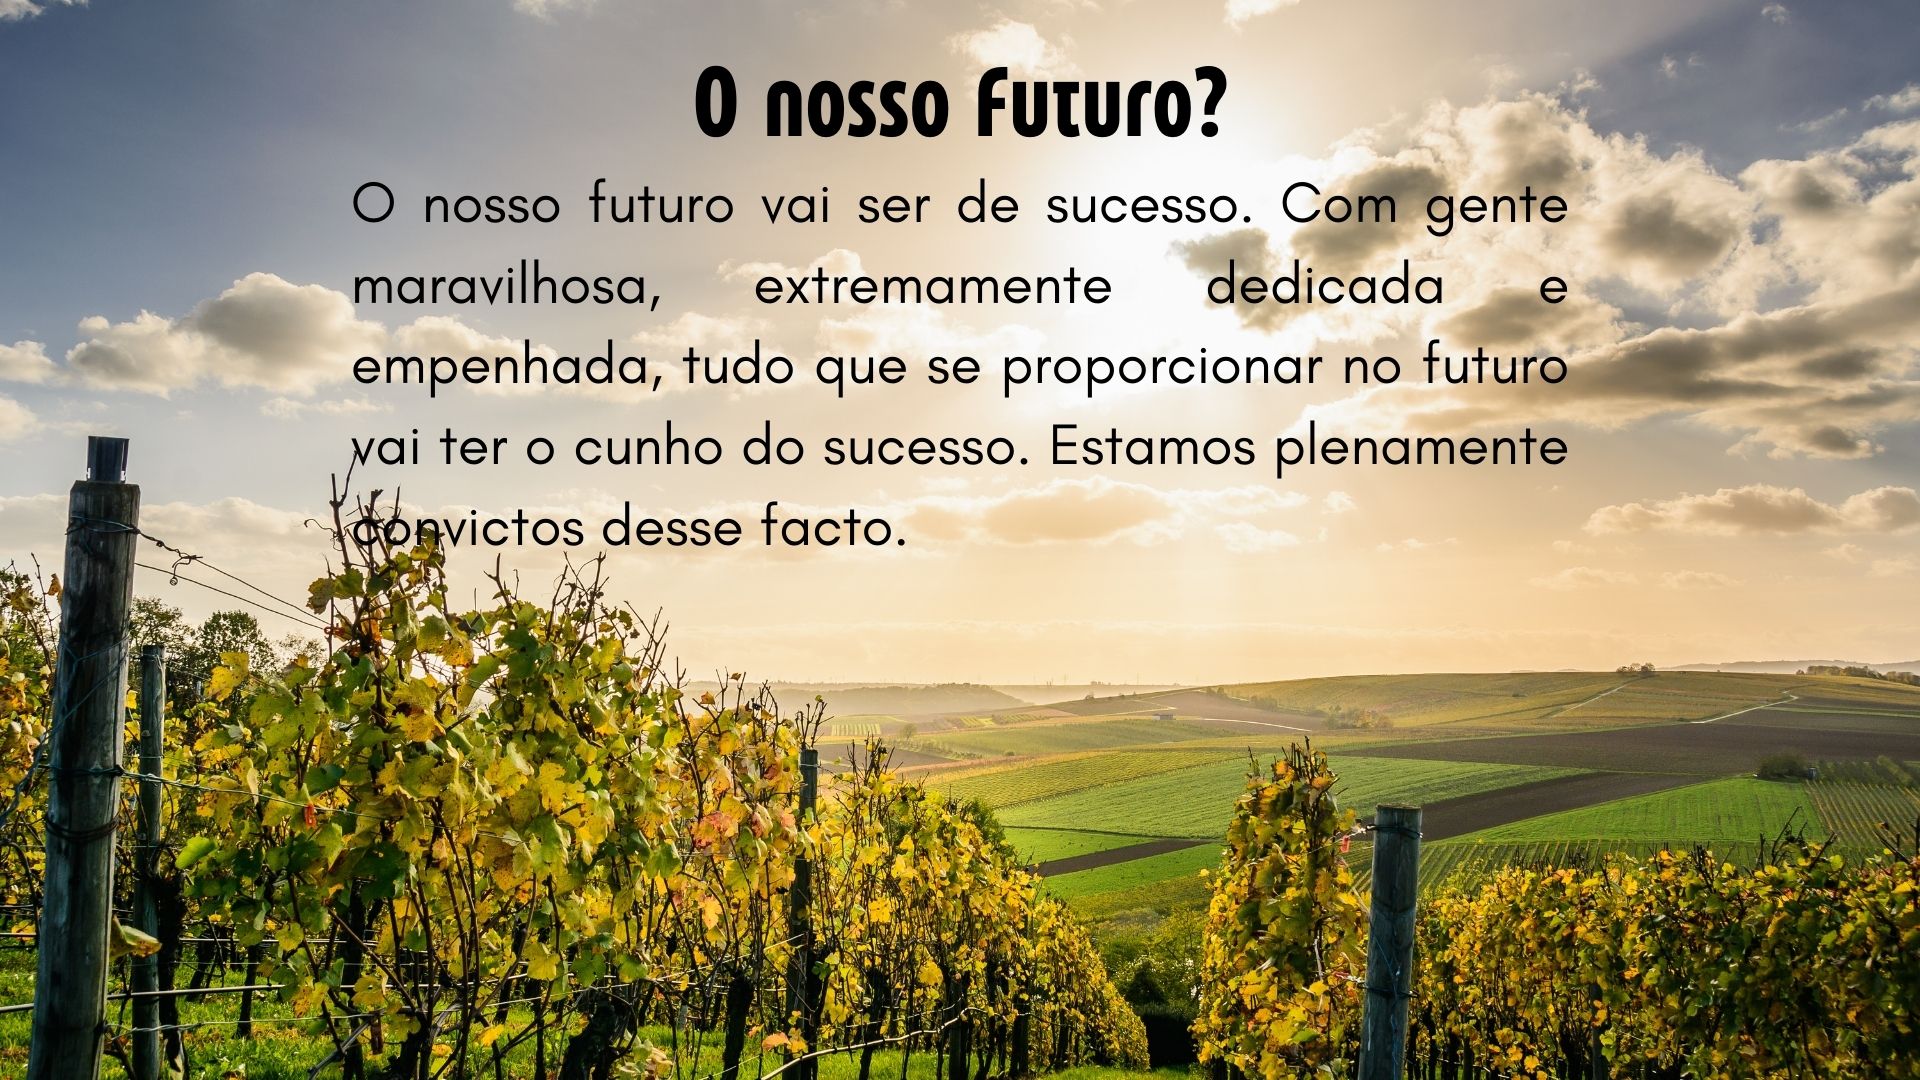 O nosso Futuro?
O nosso futuro vai ser de sucesso. Com gente
maravilhosa, extremamente dedicada e
empenhada, tudo que se proporcionar no futuro
vai ter o cunho do sucesso. Estamos plenamente
convictos desse facto.